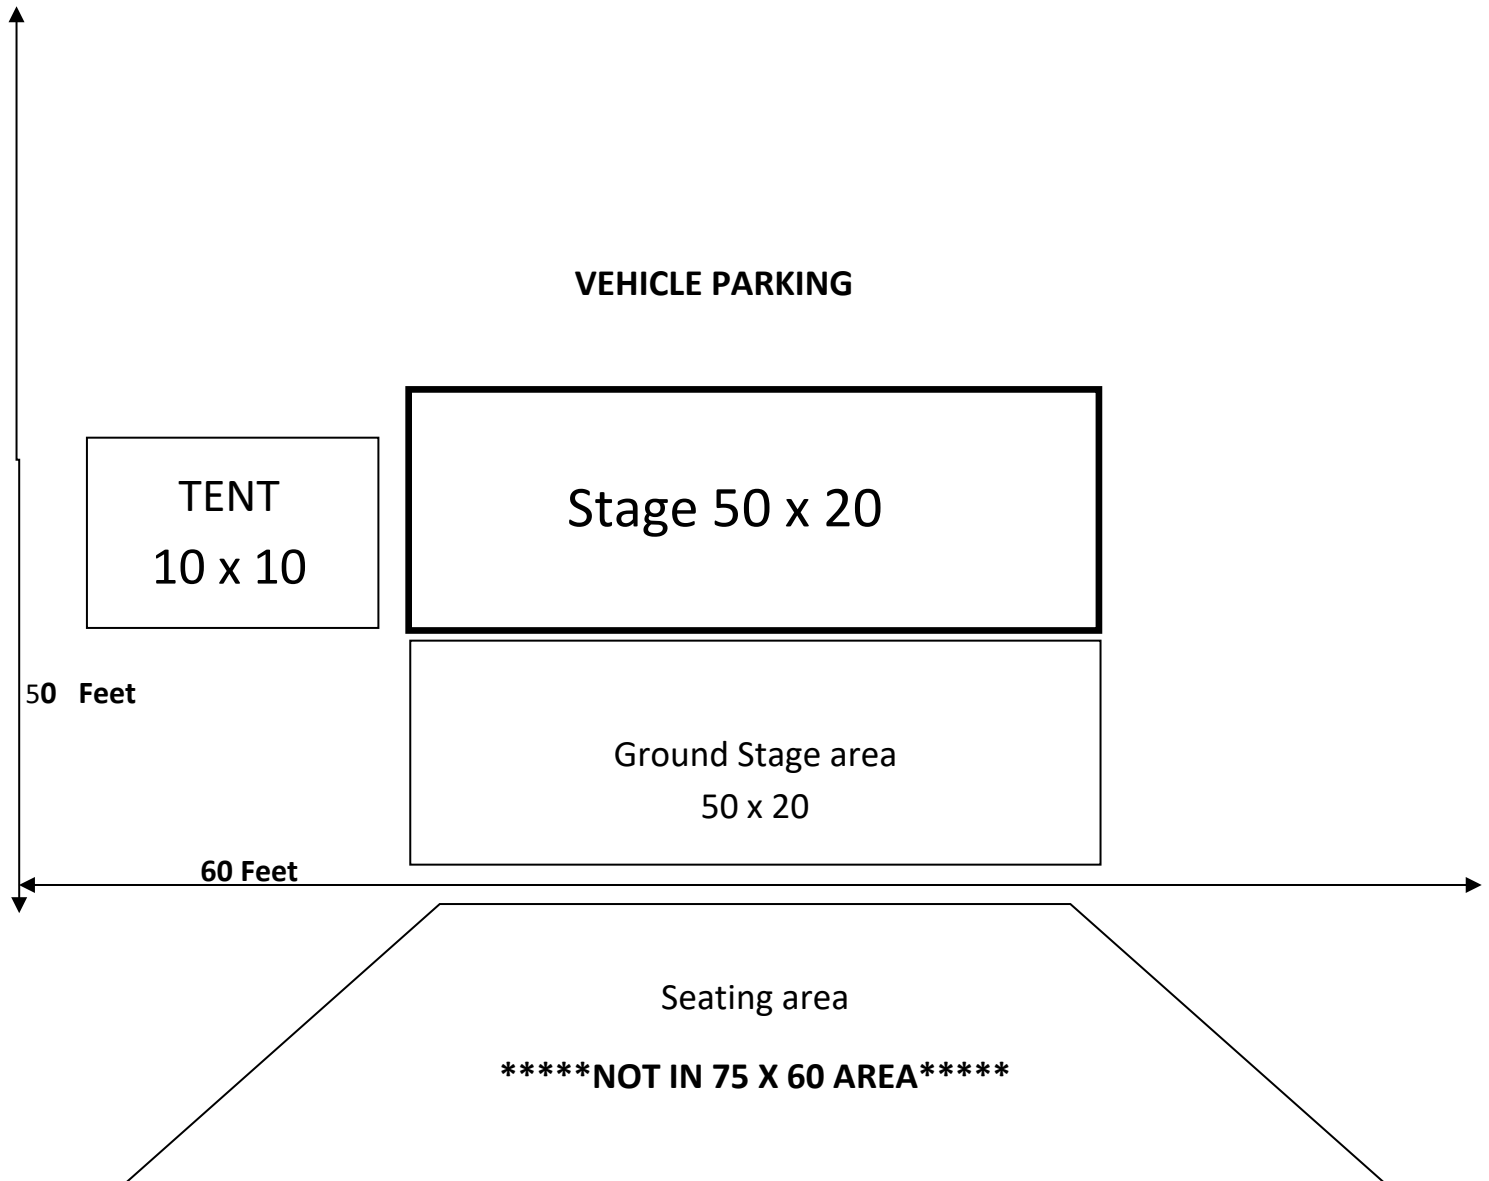 VEHICLE PARKING
TENT
10 x 10
Stage 50 x 20
50 Feet
Ground Stage area
50 x 20
60 Feet
Seating area
*****NOT IN 75 X 60 AREA*****